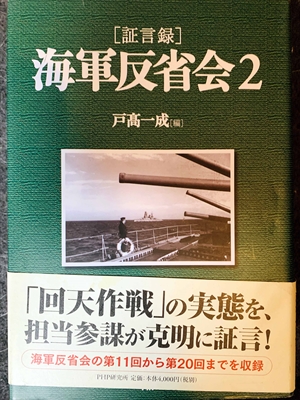 ［証言録］
海軍反省会2
戸髙一成［編］
「回天作戦」の実態を、
担当参謀が克明に証言！
海軍反省会の第11回から第20回までを収録
PHP研究所 定価：本体4,000円（税別）